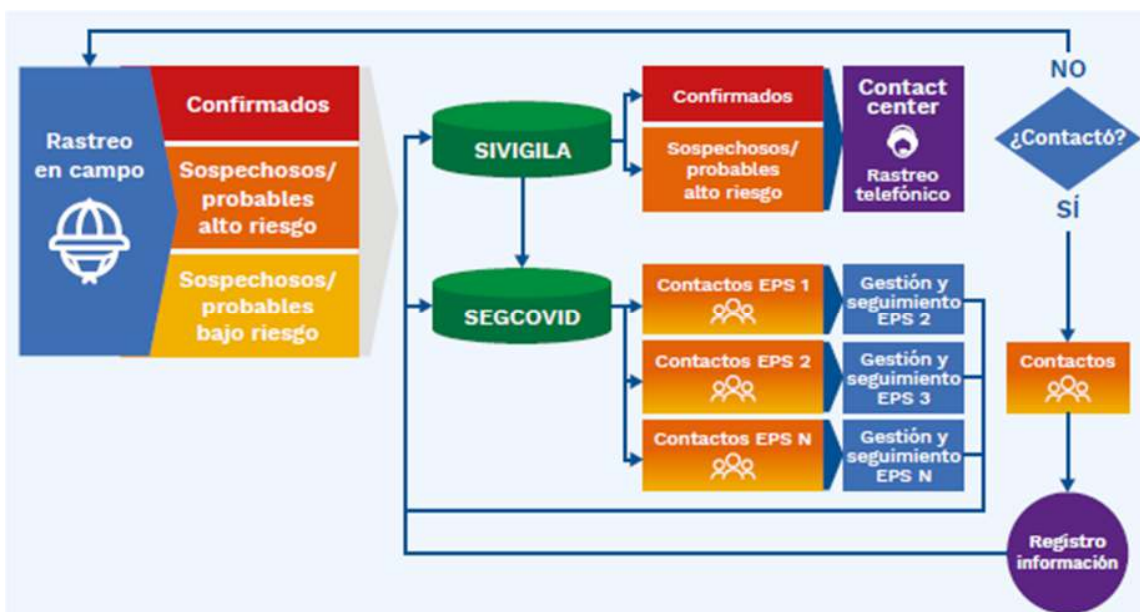 Rastreo
en campo
Confirmados
Sospechosos/
probables
alto riesgo
Sospechosos/
probables
bajo riesgo
SIVIGILA
SEGCOVID
Confirmados
Sospechosos/
probables
alto riesgo
Contact
center
Rastreo
telefónico
Contactos EPS 1
Gestión y
seguimiento
EPS 2
Contactos EPS 2
Gestión y
seguimiento
EPS 3
Contactos EPS N
Gestión y
seguimiento
EPS N
NO
¿Contactó?
SÍ
Contactos
Registro
información